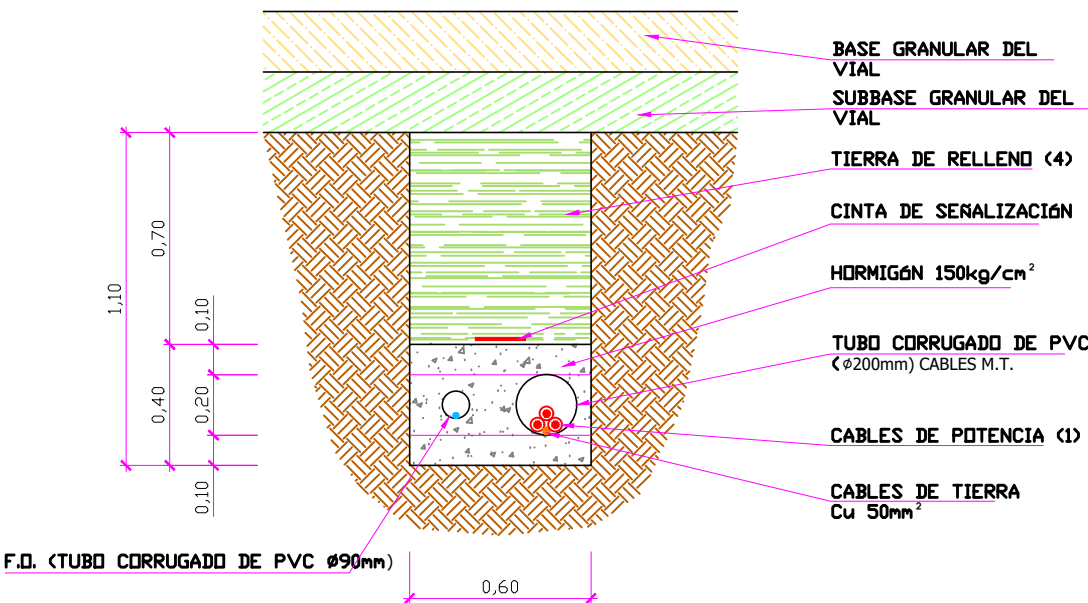 BASE GRANULAR DEL
VIAL
SUBBASE GRANULAR DEL
VIAL
TIERRA DE RELLENO (4)
CINTA DE SEÑALIZACIóN
HORMIGóN 150kg/cm²
TUBO CORRUGADO DE PVC
(Ø200mm) CABLES M.T.
CABLES DE POTENCIA (1)
CABLES DE TIERRA
Cu 50mm²
1,10
0,70
0,40
0,10
0,20
0,10
F.O. (TUBO CORRUGADO DE PVC Ø90mm)
0,60